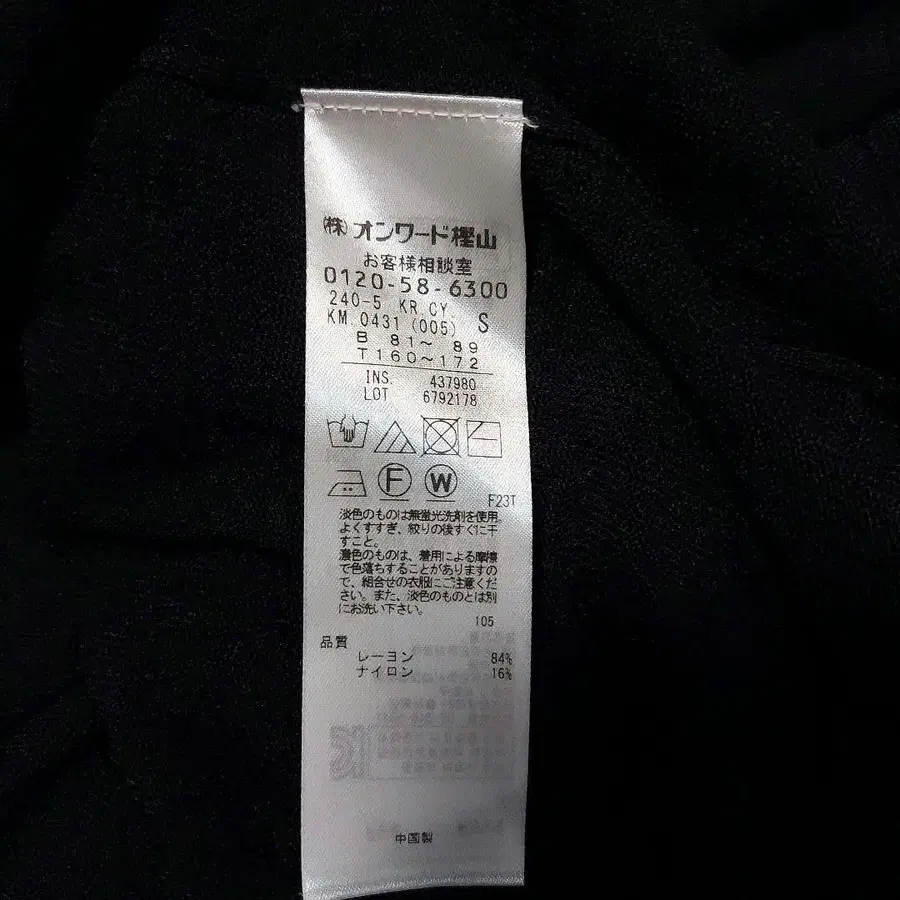 ㈱オンワード樫山
お客様相談室
0120-58-6300
240-5 KR.CY. S
KM 0431 (005)
B 81～ 89
T160～172
INS. 437980
LOT 6792178
F W
F23T
淡色のものは無蛍光洗剤を使用。
よくすすぎ、絞りの後すぐに干
すこと。
濃色のものは、着用による摩擦
で色落ちすることがありますの
で、組合せの衣服にご注意くだ
さい。また、淡色のものとは別
にお洗い下さい。
105
品質
レーヨン 84%
ナイロン 16%
中国製